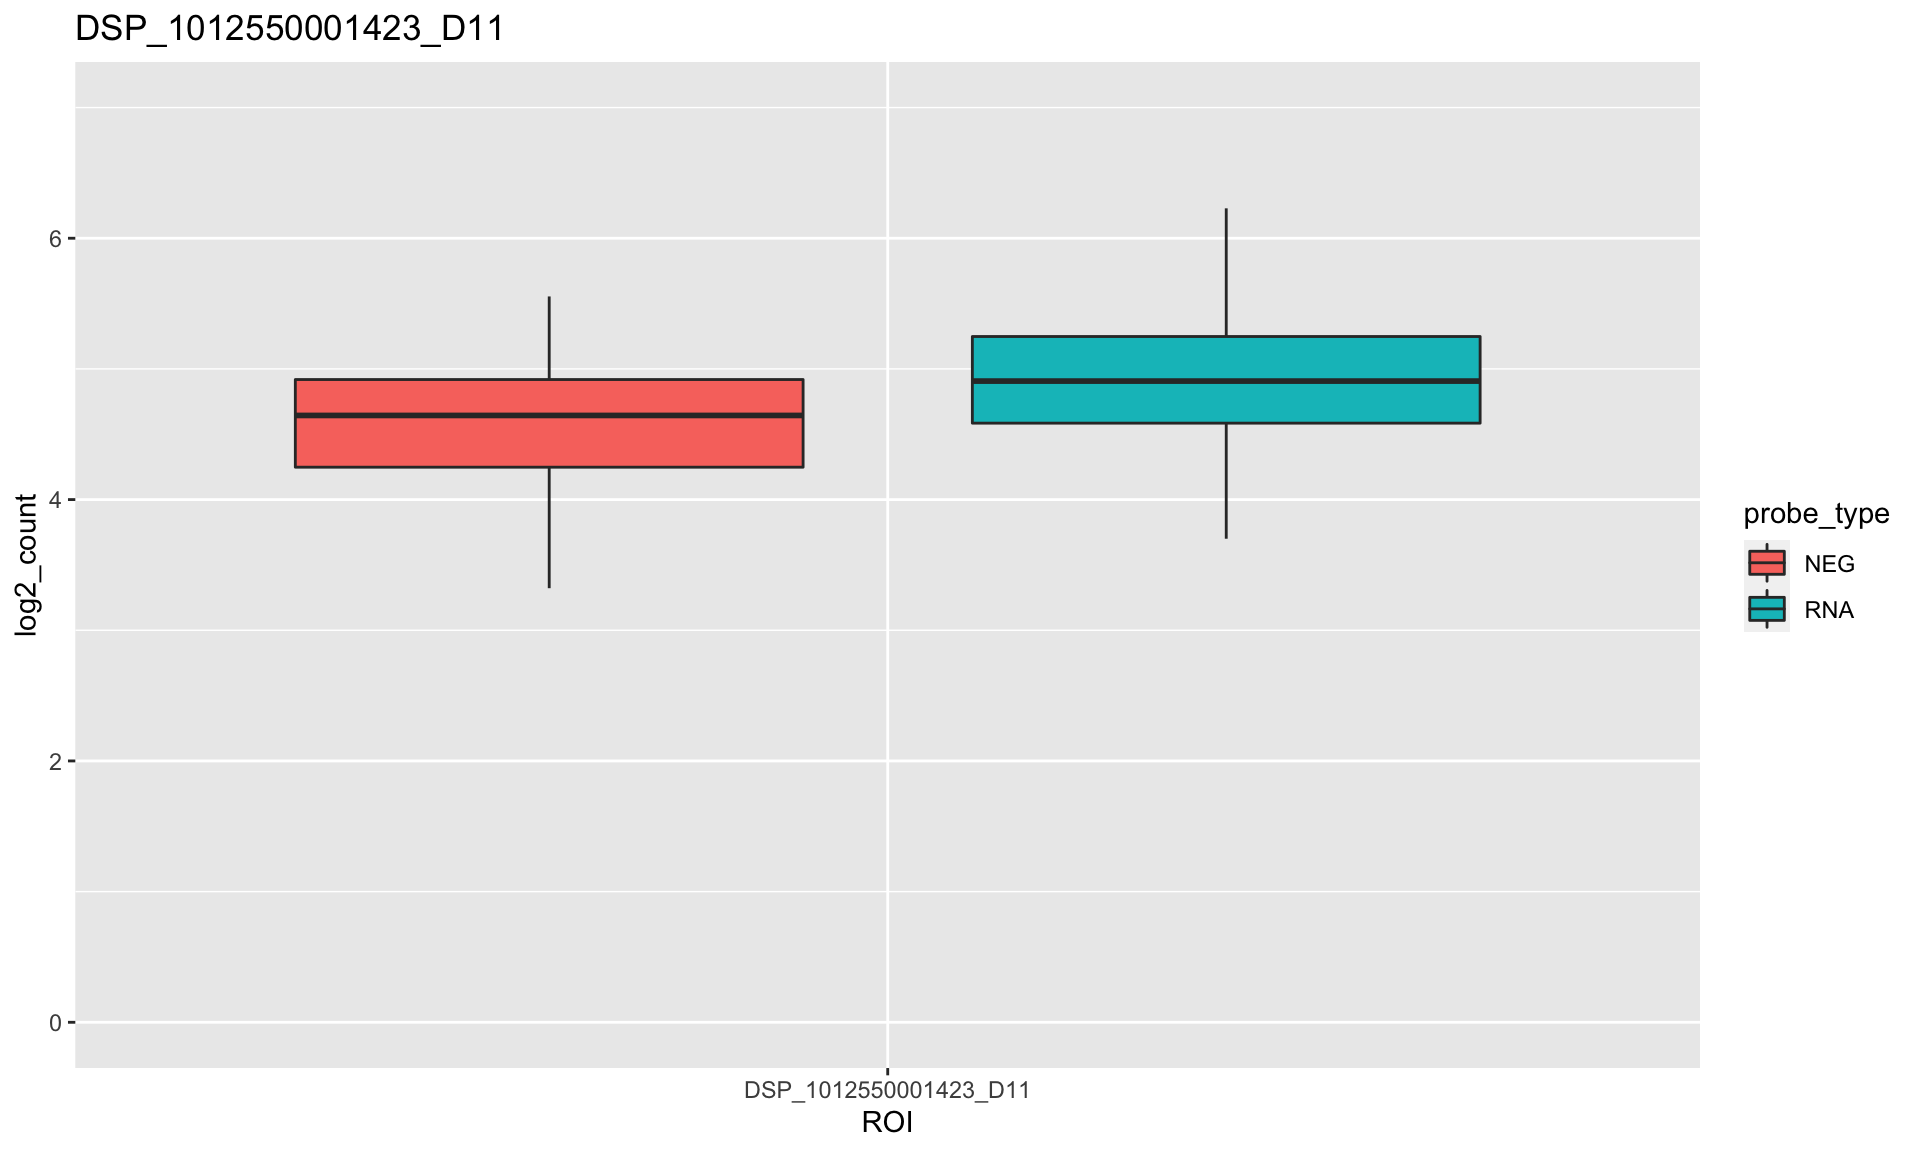 DSP_1012550001423_D11
log2_count
6
4
2
0
DSP_1012550001423_D11
ROI
probe_type
NEG
RNA